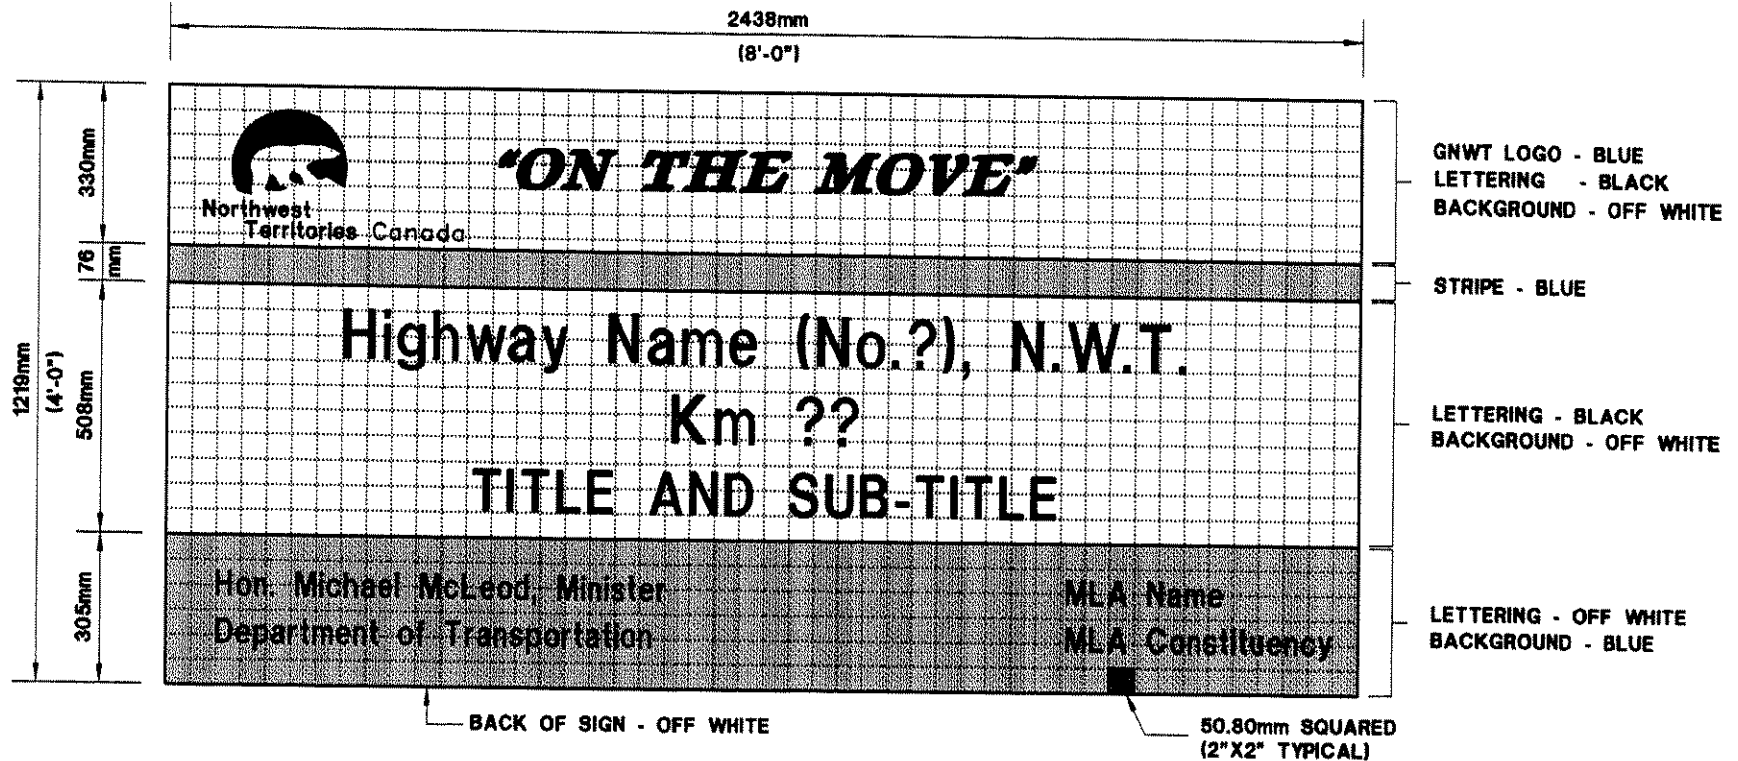 2438mm
(8'-0")
1219mm
(4'-0")
330mm
76
mm
508mm
305mm
Northwest
Territories Canada
"ON THE MOVE"
Highway Name (No.?), N.W.T.
Km ??
TITLE AND SUB-TITLE
Hon. Michael McLeod, Minister
Department of Transportation
MLA Name
MLA Constituency
GNWT LOGO - BLUE
LETTERING - BLACK
BACKGROUND - OFF WHITE
STRIPE - BLUE
LETTERING - BLACK
BACKGROUND - OFF WHITE
LETTERING - OFF WHITE
BACKGROUND - BLUE
BACK OF SIGN - OFF WHITE
50.80mm SQUARED
(2"X2" TYPICAL)